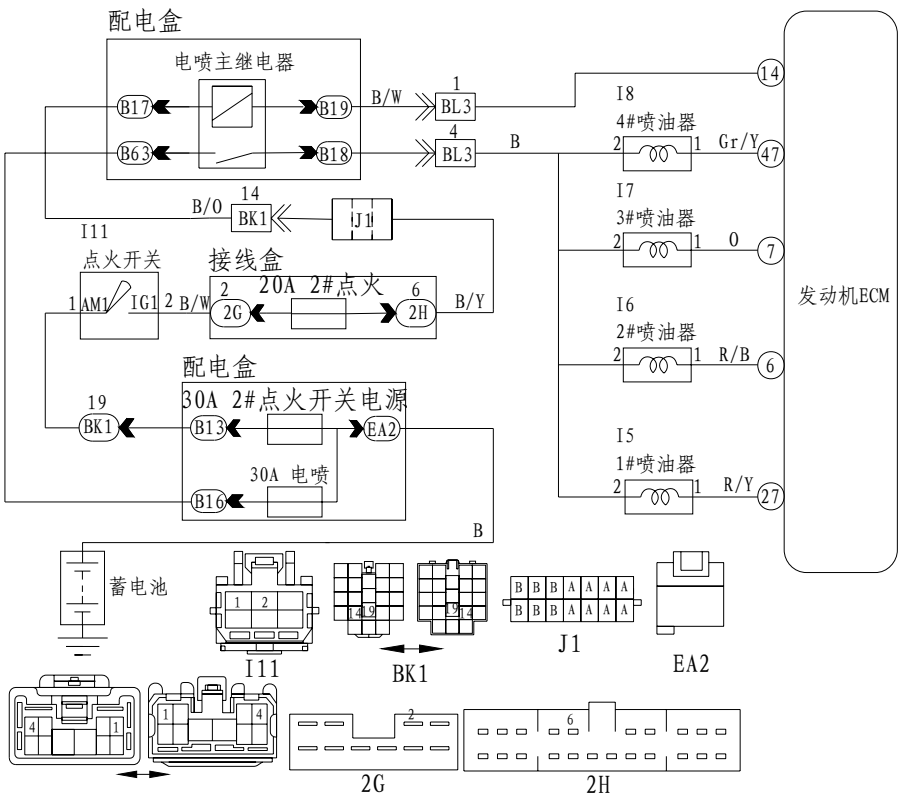 配电盒
电喷主继电器
B17
B19
B/W
1
BL3
14
B63
B18
4
BL3
B
I8
4#喷油器
2
1
Gr/Y
47
I7
3#喷油器
2
1
O
7
B/O
14
BK1
J1
I11
点火开关
1
AM1
IG1
2
B/W
接线盒
20A 2#点火
2
2G
6
2H
B/Y
发动机ECM
I6
2#喷油器
2
1
R/B
6
配电盒
30A 2#点火开关电源
19
BK1
B13
EA2
30A 电喷
B16
B
I5
1#喷油器
2
1
R/Y
27
蓄电池
1 2
I11
14 19
19 14
BK1
B B B A A A A
B B B A A A A
J1
EA2
4 1
1 4
2
2G
6
2H